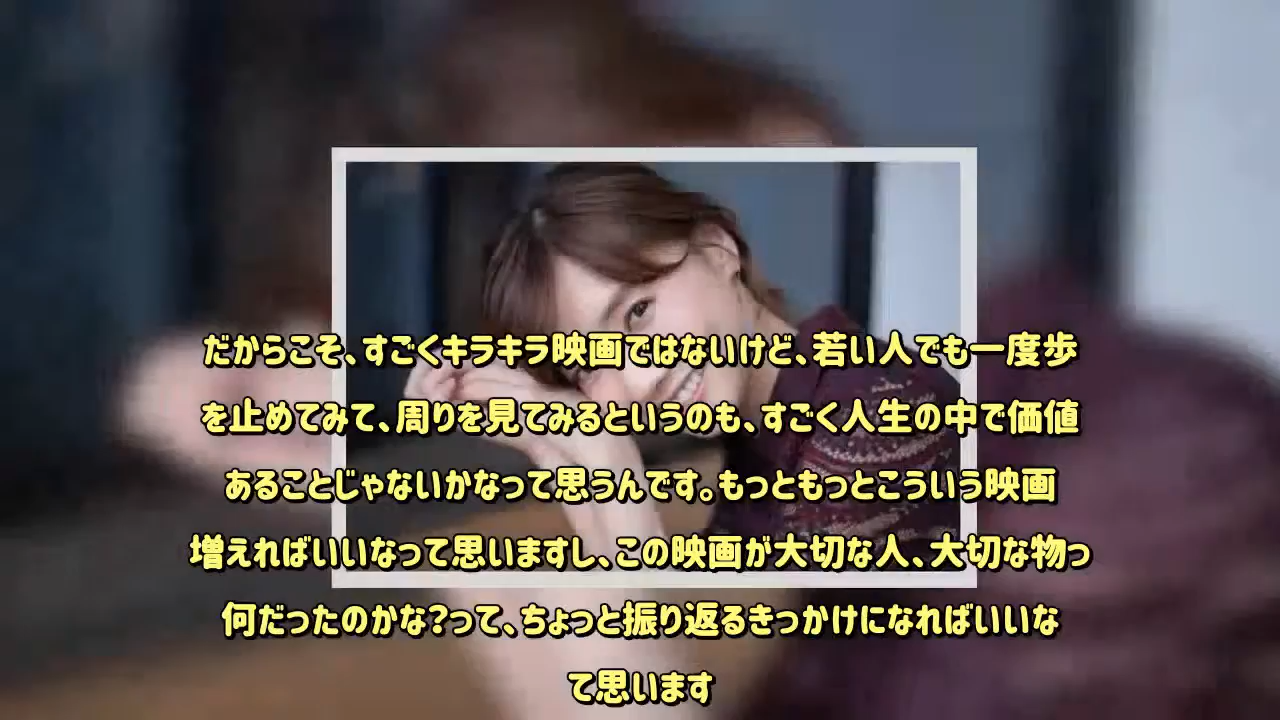 だからこそ、すごくキラキラ映画ではないけど、若い人でも一度歩
を止めてみて、周りを見てみるというのも、すごく人生の中で価値
あることじゃないかなって思うんです。もっともっとこういう映画
増えればいいなって思いますし、この映画が大切な人、大切な物っ
何だったのかな?って、ちょっと振り返るきっかけになればいいな
て思います